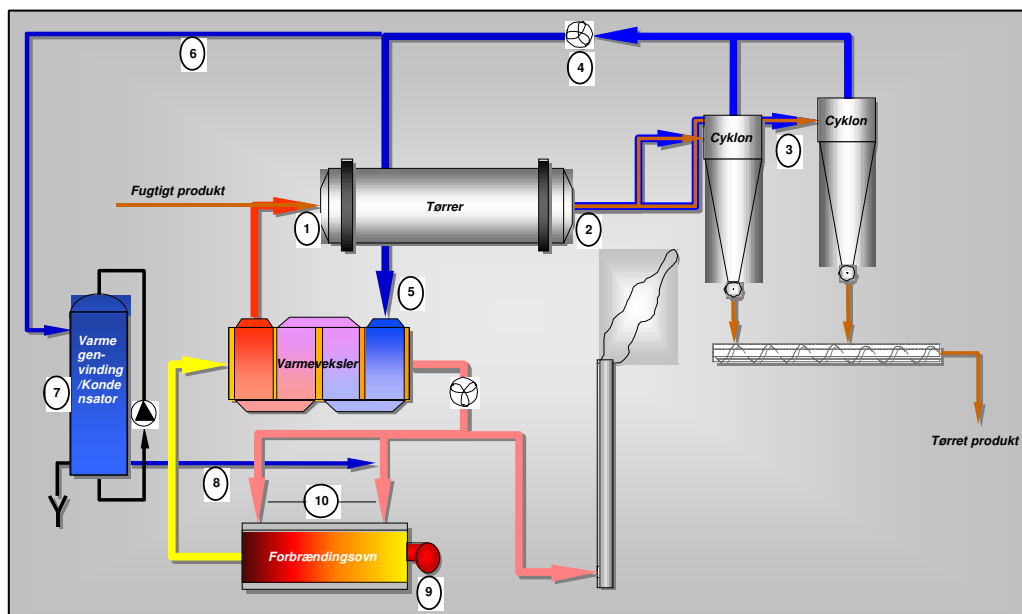 6
4
Cyklon
Cyklon
3
Fugtigt produkt
1
Tørrer
2
5
Varme
gen-
vinding
/Konde
nsator
7
Varmeveksler
Tørret produkt
8
10
Forbrændingsovn
9